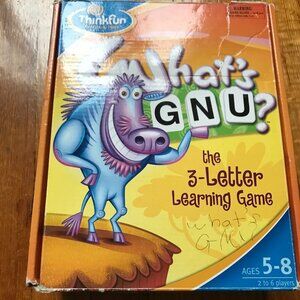 Thinkfun
WARNING:
What's
GNU?
the
3-Letter
Learning Game
What's
GNU
AGES 5-8
2 to 6 players